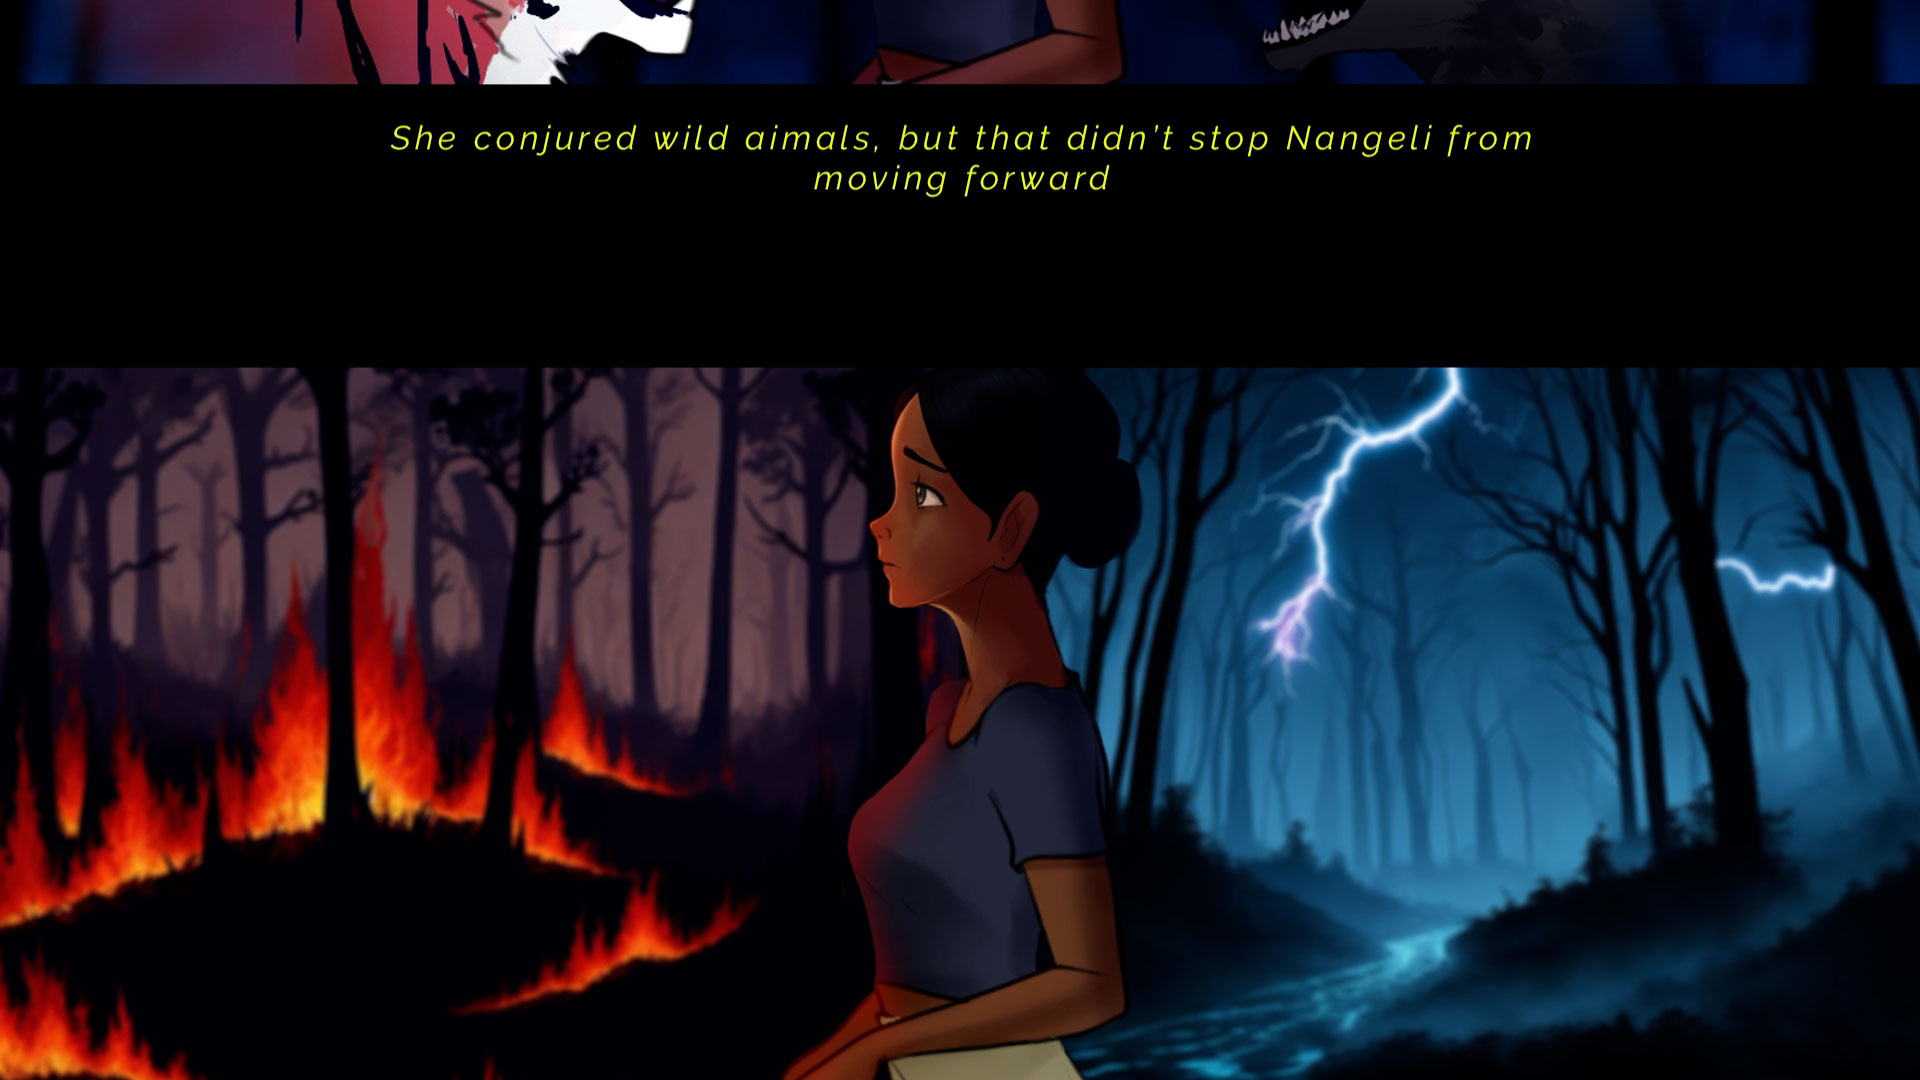 She conjured wild aimals, but that didn't stop Nangeli from
moving forward